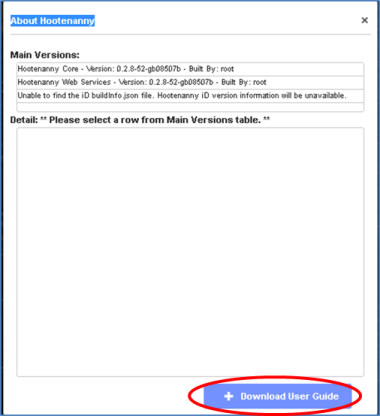 About Hootenanny
×
Main Versions:
Hootenanny Core - Version: 0.2.8-52-gb08507b - Built By: root
Hootenanny Web Services - Version: 0.2.8-52-gb08507b - Built By: root
Unable to find the iD buildInfo.json file. Hootenanny iD version information will be unavailable.
Detail: ** Please select a row from Main Versions table. **
+ Download User Guide